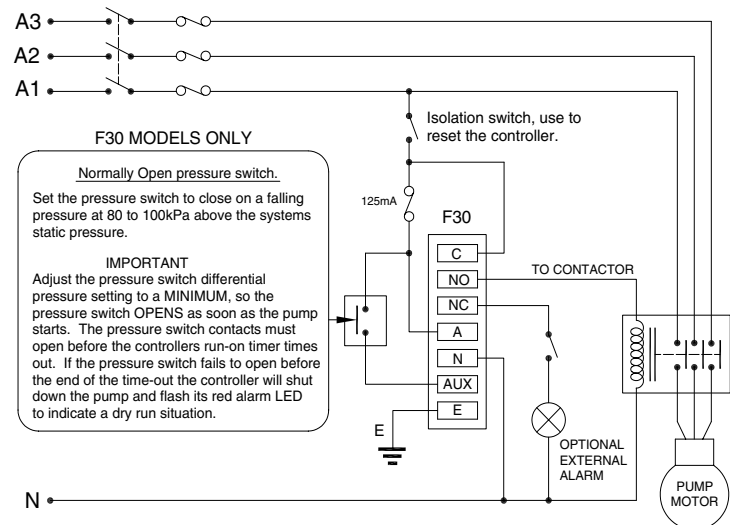 A3
A2
A1
Isolation switch, use to
reset the controller.
F30 MODELS ONLY
Normally Open pressure switch.
Set the pressure switch to close on a falling
pressure at 80 to 100kPa above the systems
static pressure.
IMPORTANT
Adjust the pressure switch differential
pressure setting to a MINIMUM, so the
pressure switch OPENS as soon as the pump
starts. The pressure switch contacts must
open before the controllers run-on timer times
out. If the pressure switch fails to open before
the end of the time-out the controller will shut
down the pump and flash its red alarm LED
to indicate a dry run situation.
125mA
F30
C
NO
NC
A
N
AUX
E
TO CONTACTOR
E
OPTIONAL
EXTERNAL
ALARM
PUMP
MOTOR
N